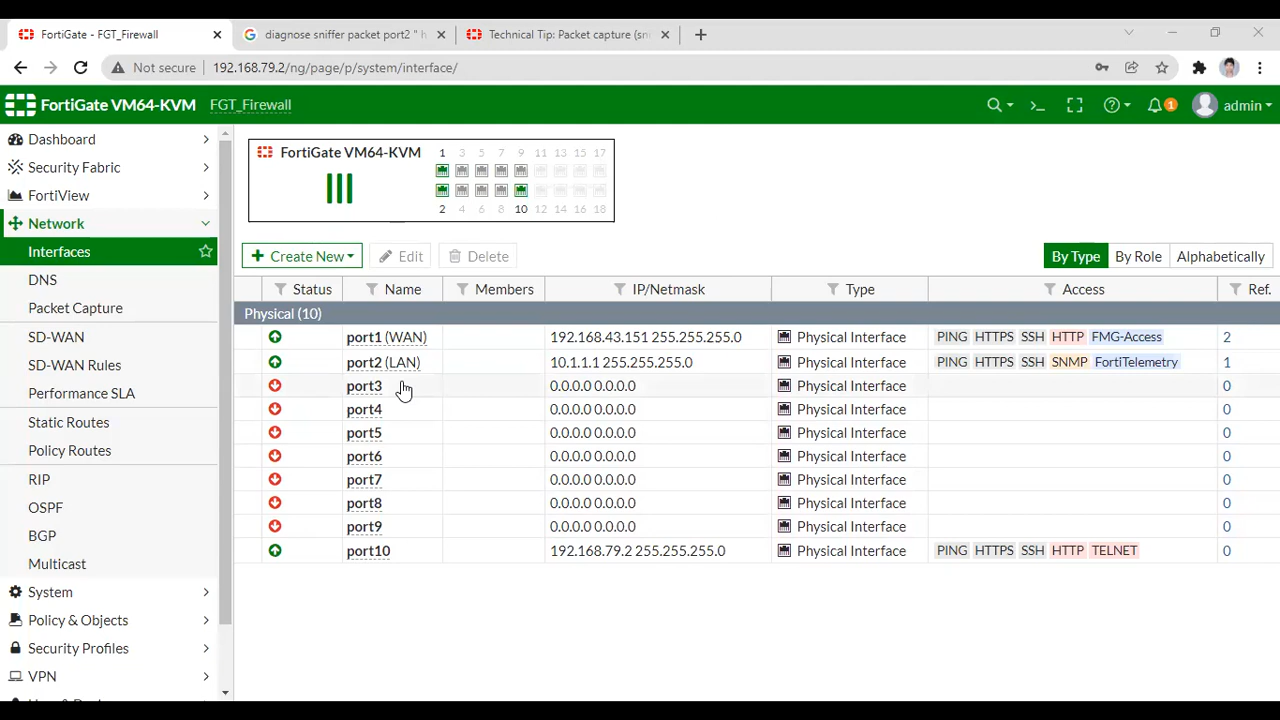 FortiGate - FGT_Firewall
diagnose sniffer packet port2 " h
Technical Tip: Packet capture (sn
Not secure 192.168.79.2/ng/page/p/system/interface/
FortiGate VM64-KVM FGT_Firewall 1 admin
Dashboard
Security Fabric
FortiView
Network
Interfaces
DNS
Packet Capture
SD-WAN
SD-WAN Rules
Performance SLA
Static Routes
Policy Routes
RIP
OSPF
BGP
Multicast
System
Policy & Objects
Security Profiles
VPN
FortiGate VM64-KVM
1 3 5 7 9 11 13 15 17
2 4 6 8 10 12 14 16 18
Create New Edit Delete By Type By Role Alphabetically
Status Name Members IP/Netmask Type Access Ref.
Physical (10)
port1 (WAN) 192.168.43.151 255.255.255.0 Physical Interface PING HTTPS SSH HTTP FMG-Access 2
port2 (LAN) 10.1.1.1 255.255.255.0 Physical Interface PING HTTPS SSH SNMP FortiTelemetry 1
port3 0.0.0.0 0.0.0.0 Physical Interface 0
port4 0.0.0.0 0.0.0.0 Physical Interface 0
port5 0.0.0.0 0.0.0.0 Physical Interface 0
port6 0.0.0.0 0.0.0.0 Physical Interface 0
port7 0.0.0.0 0.0.0.0 Physical Interface 0
port8 0.0.0.0 0.0.0.0 Physical Interface 0
port9 0.0.0.0 0.0.0.0 Physical Interface 0
port10 192.168.79.2 255.255.255.0 Physical Interface PING HTTPS SSH HTTP TELNET 0